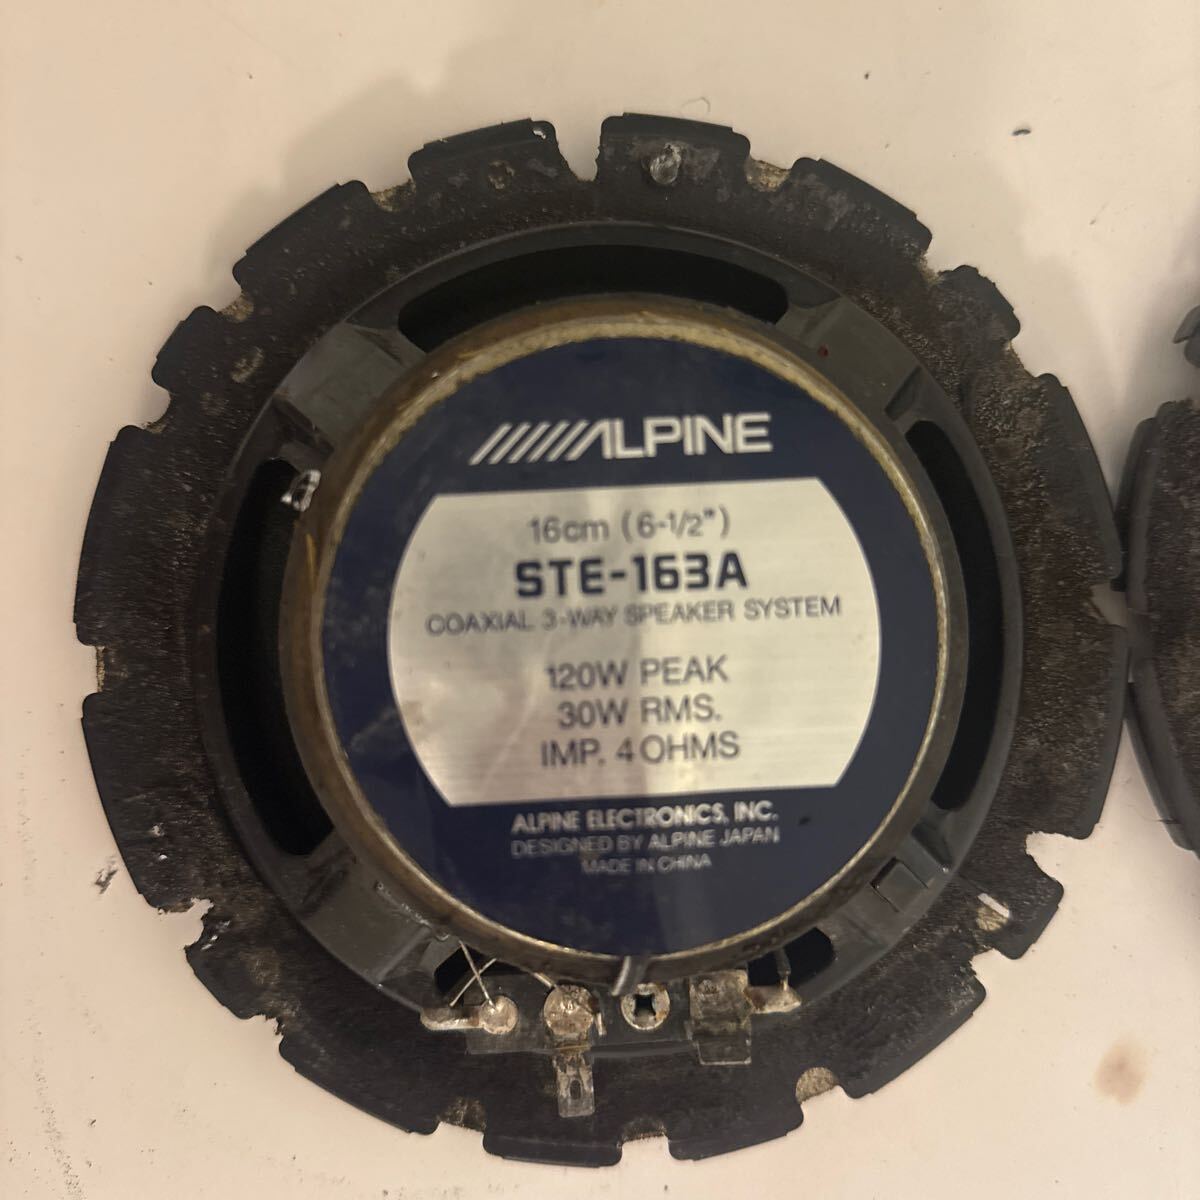 ALPINE
16cm (6-1/2")
STE-163A
COAXIAL 3-WAY SPEAKER SYSTEM
120W PEAK
30W RMS.
IMP. 4 OHMS
ALPINE ELECTRONICS, INC.
DESIGNED BY ALPINE JAPAN
MADE IN CHINA